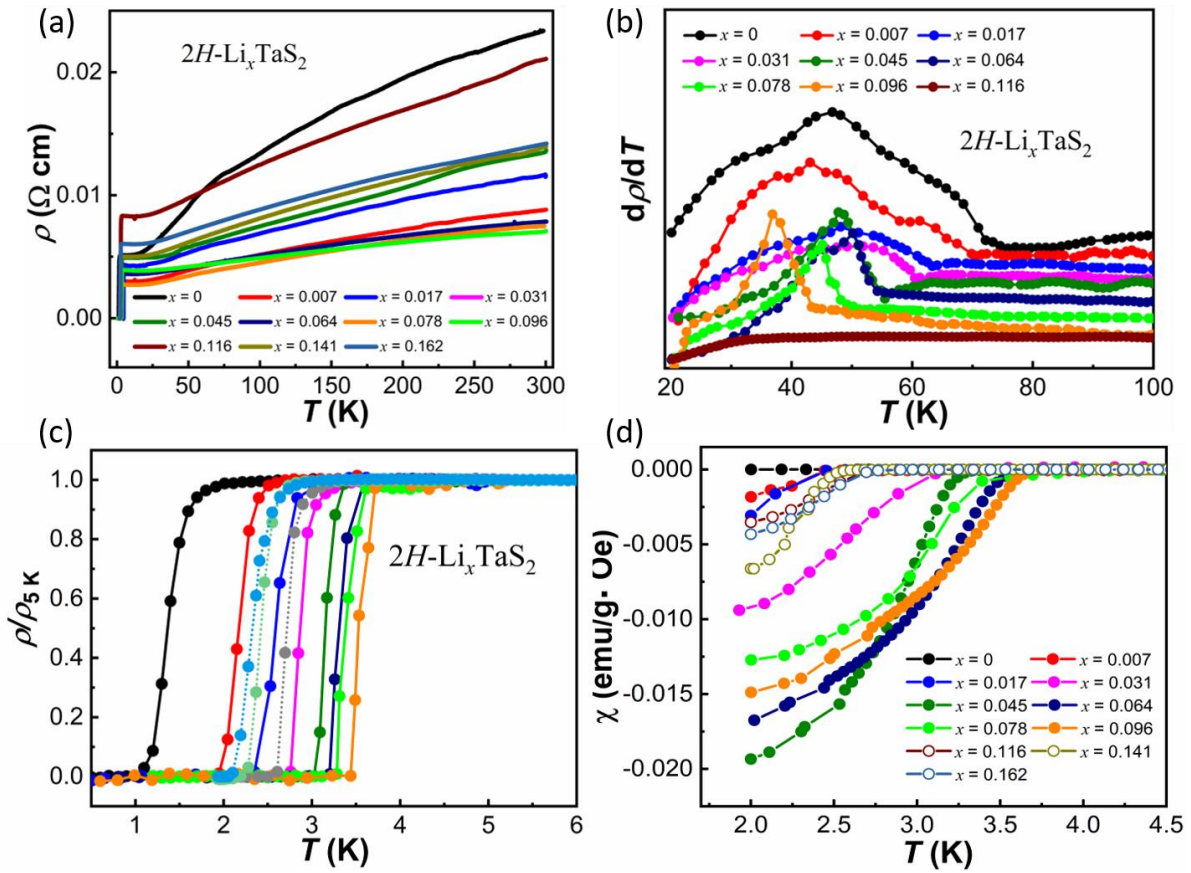 (a)
2H-LiₓTaS₂
ρ (Ω cm)
0.02
0.01
0.00
x = 0 x = 0.007 x = 0.017 x = 0.031
x = 0.045 x = 0.064 x = 0.078 x = 0.096
x = 0.116 x = 0.141 x = 0.162
0 50 100 150 200 250 300
T (K)
(b)
x = 0 x = 0.007 x = 0.017
x = 0.031 x = 0.045 x = 0.064
x = 0.078 x = 0.096 x = 0.116
2H-LiₓTaS₂
dρ/dT
20 40 60 80 100
T (K)
(c)
ρ/ρ₅ K
1.0
0.8
0.6
0.4
0.2
0.0
2H-LiₓTaS₂
1 2 3 4 5 6
T (K)
(d)
χ (emu/g· Oe)
0.000
-0.005
-0.010
-0.015
-0.020
x = 0 x = 0.007
x = 0.017 x = 0.031
x = 0.045 x = 0.064
x = 0.078 x = 0.096
x = 0.116 x = 0.141
x = 0.162
2.0 2.5 3.0 3.5 4.0 4.5
T (K)